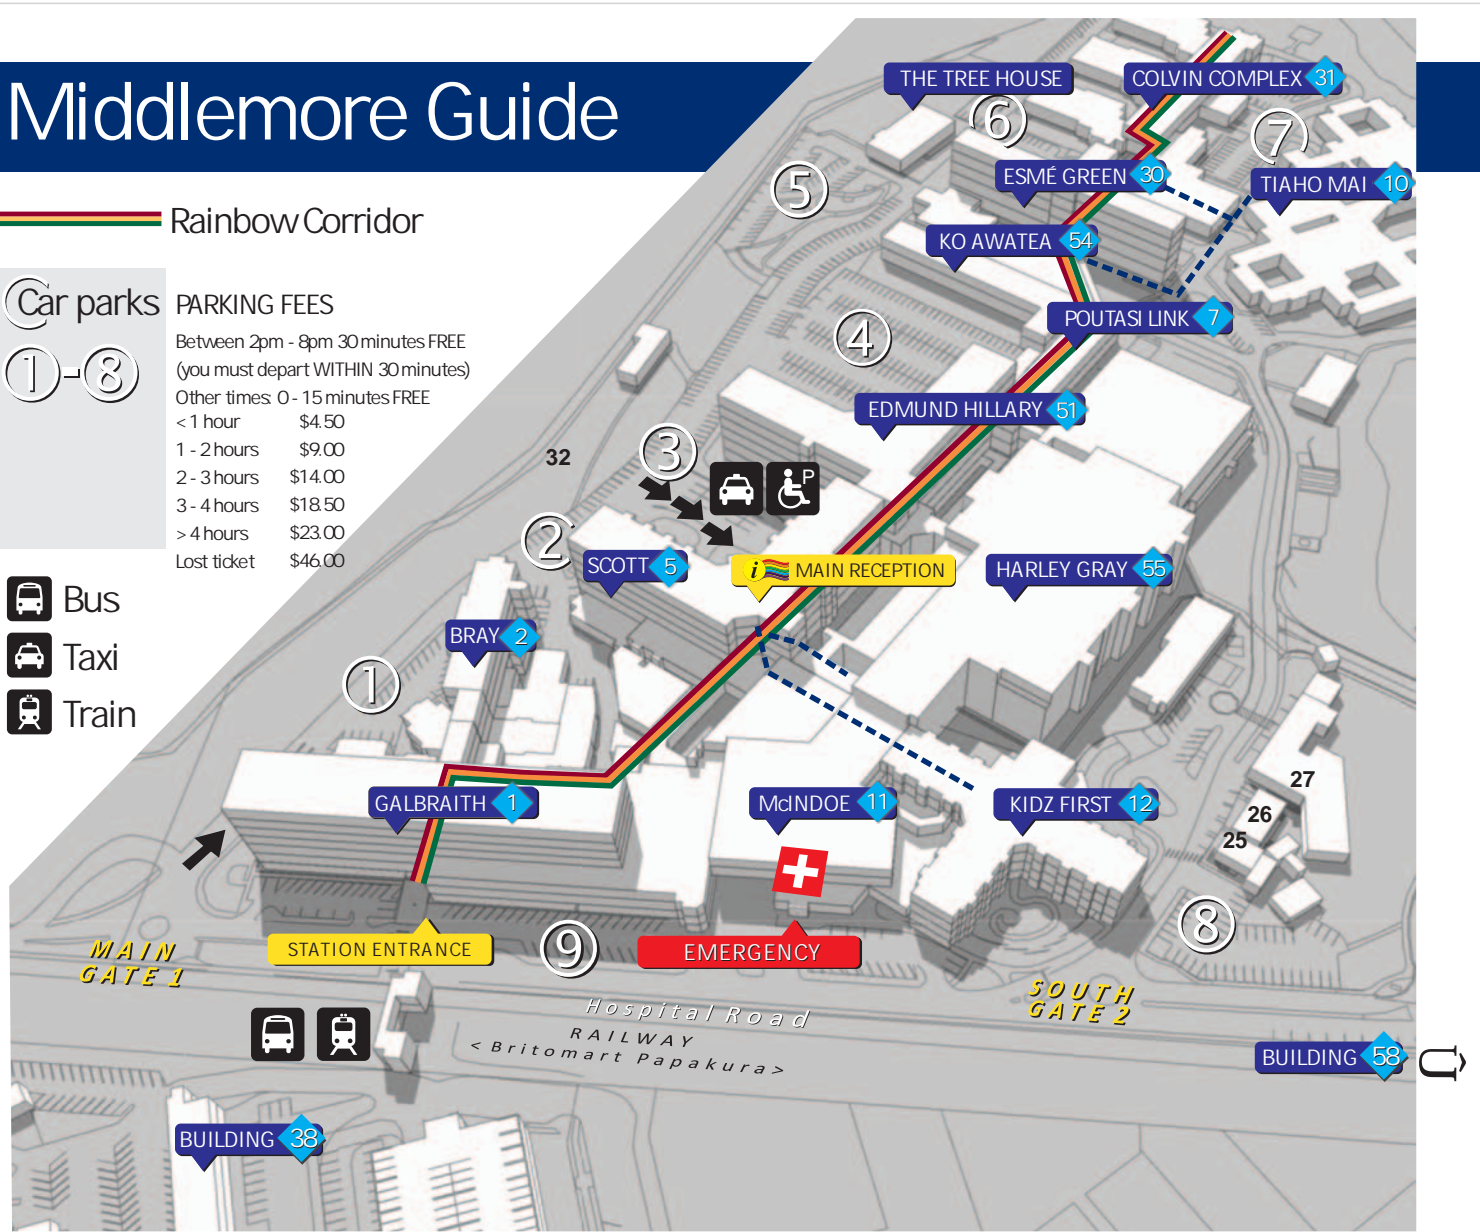 Middlemore Guide
Rainbow Corridor
Car parks
1-8
PARKING FEES
Between 2pm - 8pm 30 minutes FREE
(you must depart WITHIN 30 minutes)
Other times: 0 - 15 minutes FREE
< 1 hour $4.50
1 - 2 hours $9.00
2 - 3 hours $14.00
3 - 4 hours $18.50
> 4 hours $23.00
Lost ticket $46.00
Bus
Taxi
Train
THE TREE HOUSE
COLVIN COMPLEX 31
6
7
5
ESMÉ GREEN 30
TIAHO MAI 10
KO AWATEA 54
POUTASI LINK 7
4
EDMUND HILLARY 51
3
32
P
2
SCOTT 5
i MAIN RECEPTION
HARLEY GRAY 55
BRAY 2
1
27
GALBRAITH 1
McINDOE 11
KIDZ FIRST 12
26
25
8
MAIN
GATE 1
STATION ENTRANCE
9
EMERGENCY
SOUTH
GATE 2
Hospital Road
RAILWAY
< Britomart Papakura >
BUILDING 58
BUILDING 38